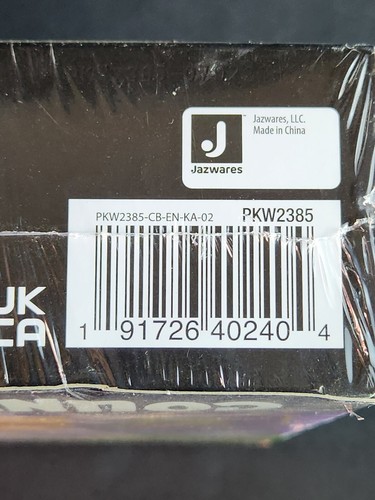 J
Jazwares
Jazwares, LLC.
Made in China
PKW2385-CB-EN-KA-02 PKW2385
UK
CA
1 91726 40240 4